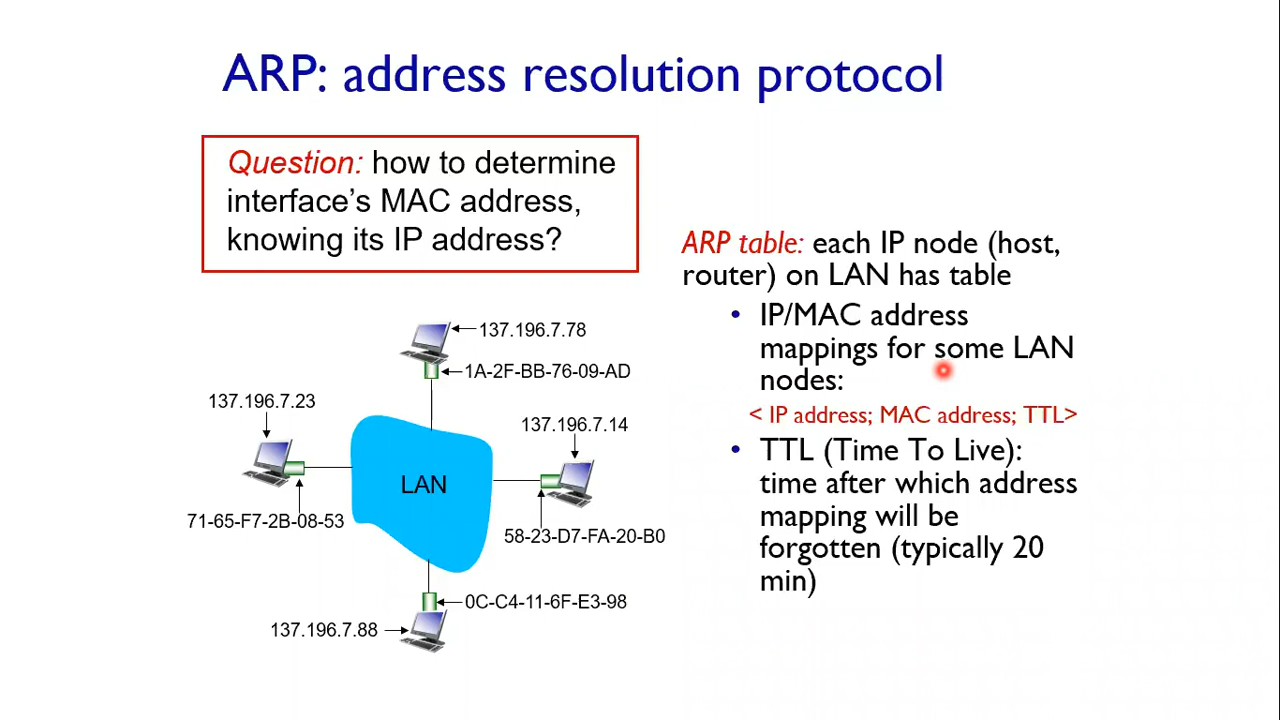 ARP: address resolution protocol
Question: how to determine
interface's MAC address,
knowing its IP address?
ARP table: each IP node (host,
router) on LAN has table
• IP/MAC address
mappings for some LAN
nodes:
< IP address; MAC address; TTL>
• TTL (Time To Live):
time after which address
mapping will be
forgotten (typically 20
min)
137.196.7.78
1A-2F-BB-76-09-AD
137.196.7.23
137.196.7.14
LAN
71-65-F7-2B-08-53
58-23-D7-FA-20-B0
0C-C4-11-6F-E3-98
137.196.7.88